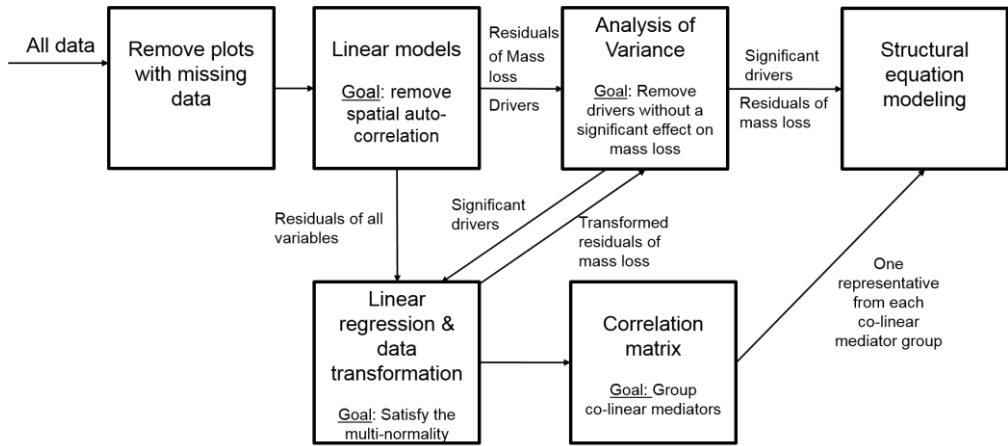 All data
Remove plots
with missing
data
Linear models
Goal: remove
spatial auto-
correlation
Residuals
of Mass
loss
Drivers
Analysis of
Variance
Goal: Remove
drivers without a
significant effect on
mass loss
Significant
drivers
Residuals of
mass loss
Structural
equation
modeling
Residuals of all
variables
Significant
drivers
Transformed
residuals of
mass loss
Linear
regression &
data
transformation
Goal: Satisfy the
multi-normality
Correlation
matrix
Goal: Group
co-linear mediators
One
representative
from each
co-linear
mediator group